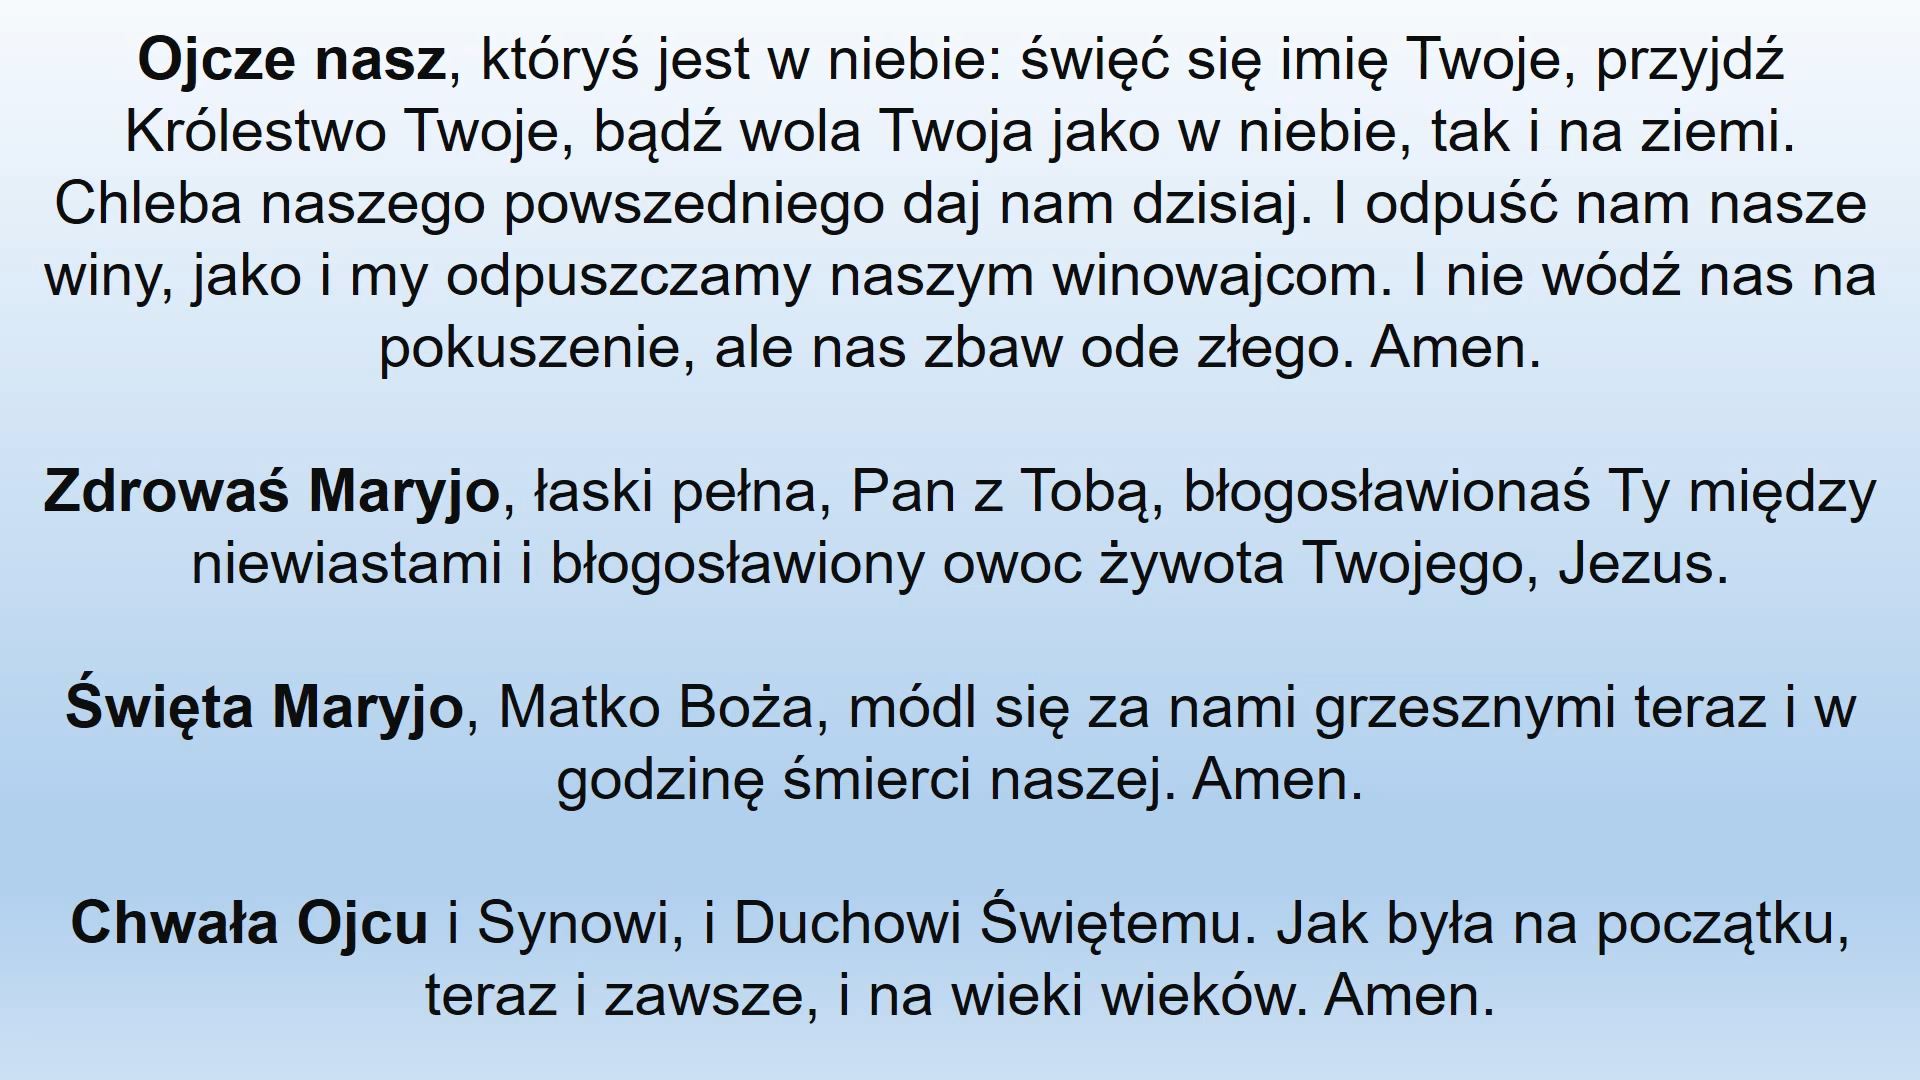 Ojcze nasz, któryś jest w niebie: święć się imię Twoje, przyjdź
Królestwo Twoje, bądź wola Twoja jako w niebie, tak i na ziemi.
Chleba naszego powszedniego daj nam dzisiaj. I odpuść nam nasze
winy, jako i my odpuszczamy naszym winowajcom. I nie wódź nas na
pokuszenie, ale nas zbaw ode złego. Amen.
Zdrowaś Maryjo, łaski pełna, Pan z Tobą, błogosławionaś Ty między
niewiastami i błogosławiony owoc żywota Twojego, Jezus.
Święta Maryjo, Matko Boża, módl się za nami grzesznymi teraz i w
godzinę śmierci naszej. Amen.
Chwała Ojcu i Synowi, i Duchowi Świętemu. Jak była na początku,
teraz i zawsze, i na wieki wieków. Amen.